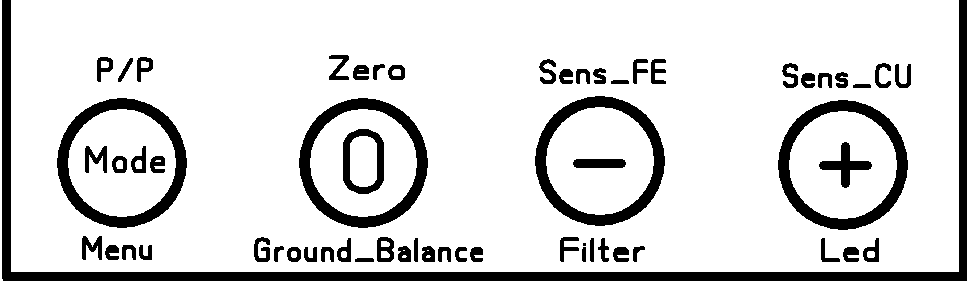 P/P Zero Sens_FE Sens_CU
Mode 0 − +
Menu Ground_Balance Filter Led